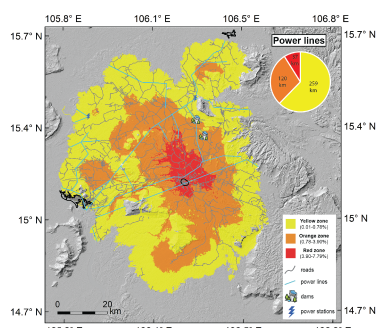 105.8° E 106.1° E 106.5° E 106.8° E
15.7° N
15.7° N
Power lines
259
km
120
km
15.4° N
15.4° N
15° N
15° N
Yellow zone
(0.01-0.78%)
Orange zone
(0.78-3.90%)
Red zone
(3.90-7.79%)
roads
power lines
dams
power stations
0 20
km
14.7° N
14.7° N